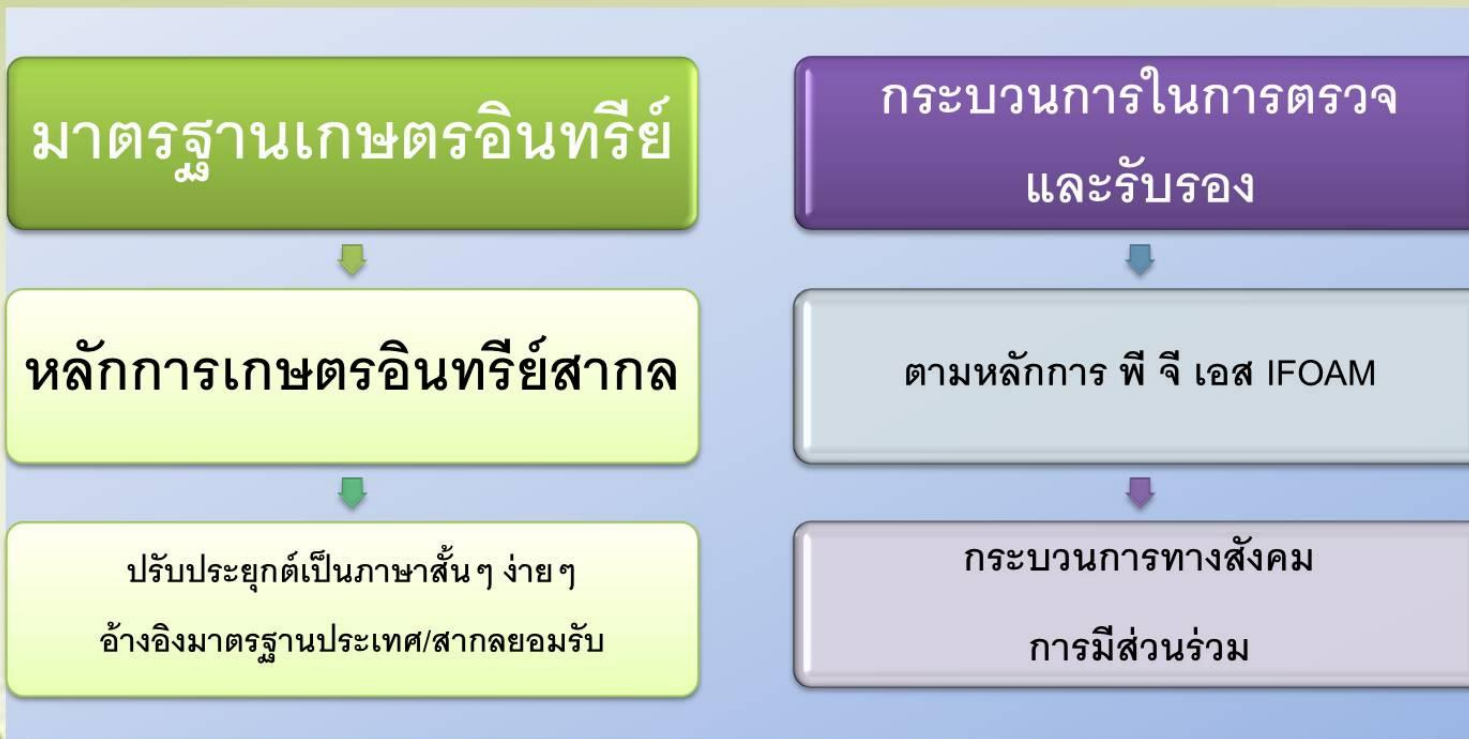 มาตรฐานเกษตรอินทรีย์
หลักการเกษตรอินทรีย์สากล
ปรับประยุกต์เป็นภาษาสั้นๆ ง่ายๆ
อ้างอิงมาตรฐานประเทศ/สากลยอมรับ
กระบวนการในการตรวจ
และรับรอง
ตามหลักการ พี จี เอส IFOAM
กระบวนการทางสังคม
การมีส่วนร่วม